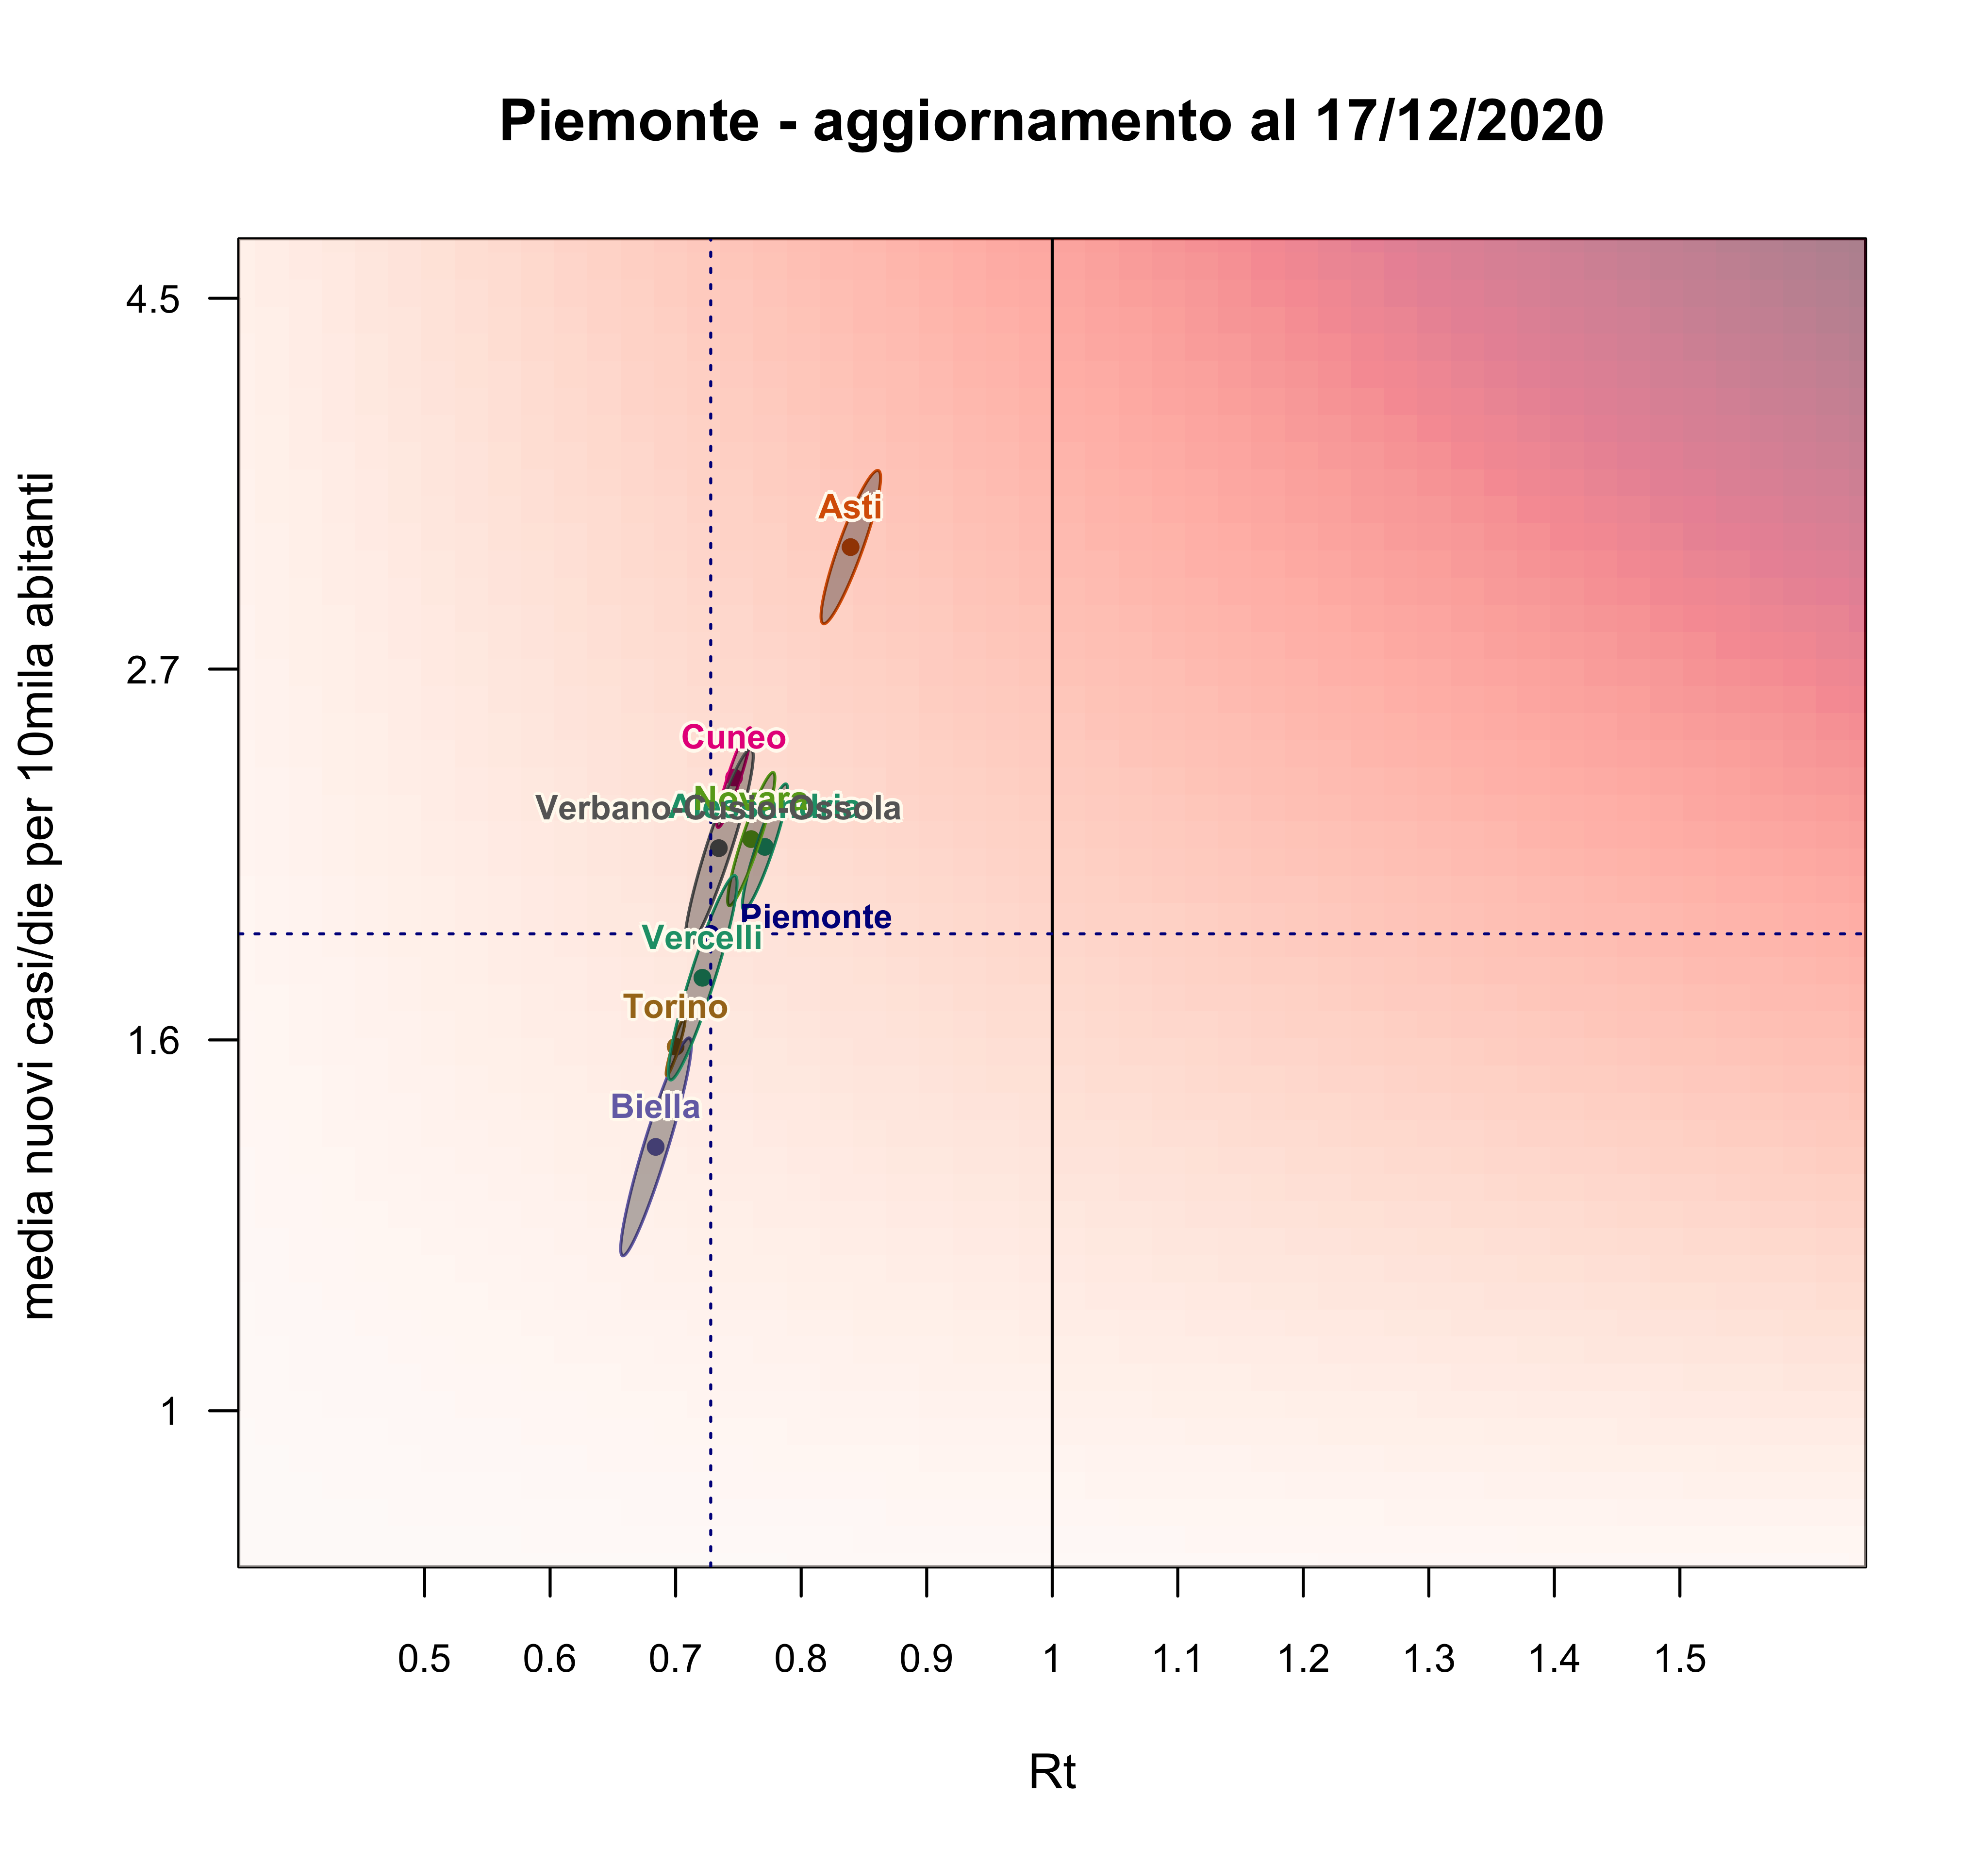 Piemonte - aggiornamento al 17/12/2020
media nuovi casi/die per 10mila abitanti
4.5
2.7
1.6
1
Asti
Cuneo
Novara
Verbano-Cusio-Ossola
Piemonte
Vercelli
Torino
Biella
0.5 0.6 0.7 0.8 0.9 1 1.1 1.2 1.3 1.4 1.5
Rt